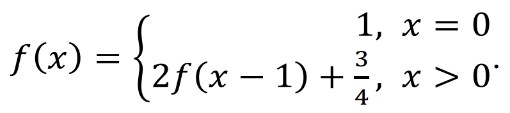 f(x) = { 1, x = 0
2f(x − 1) + 3/4, x > 0.